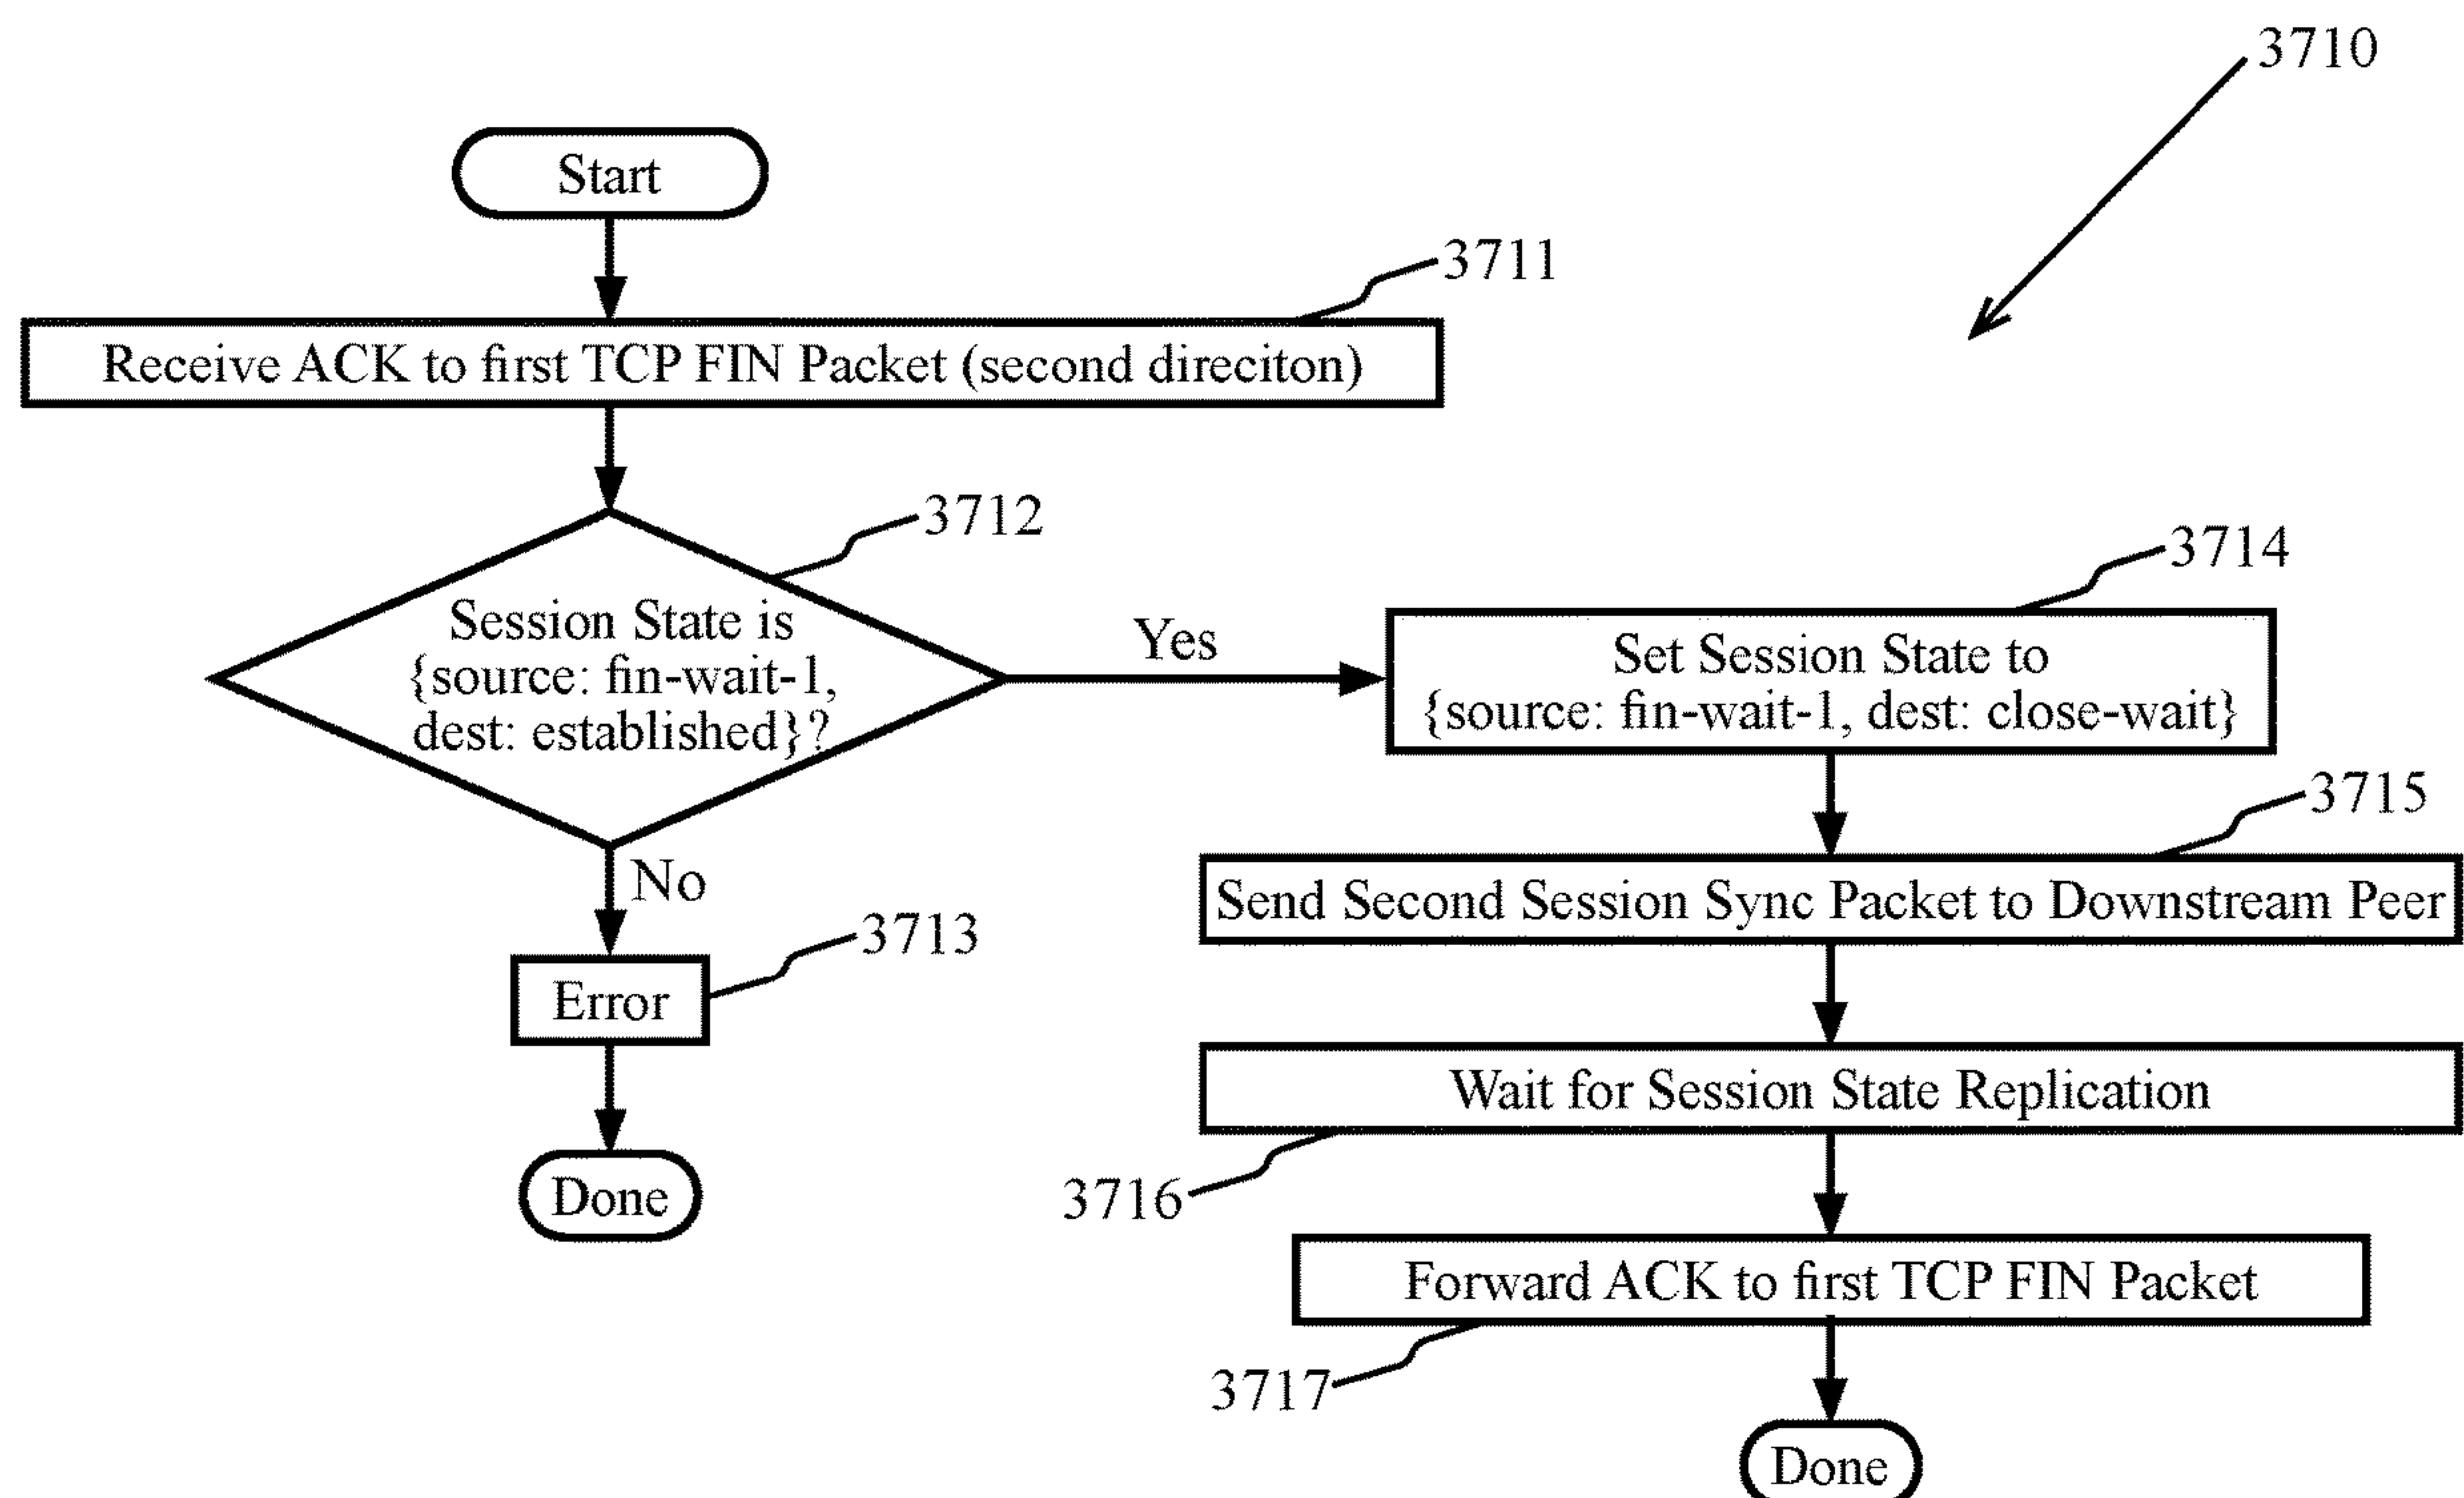 3710
Start
3711
Receive ACK to first TCP FIN Packet (second direciton)
3712
Session State is
{source: fin-wait-1,
dest: established}?
Yes
3714
Set Session State to
{source: fin-wait-1, dest: close-wait}
No
3715
Send Second Session Sync Packet to Downstream Peer
3713
Error
Wait for Session State Replication
3716
Done
Forward ACK to first TCP FIN Packet
3717
Done